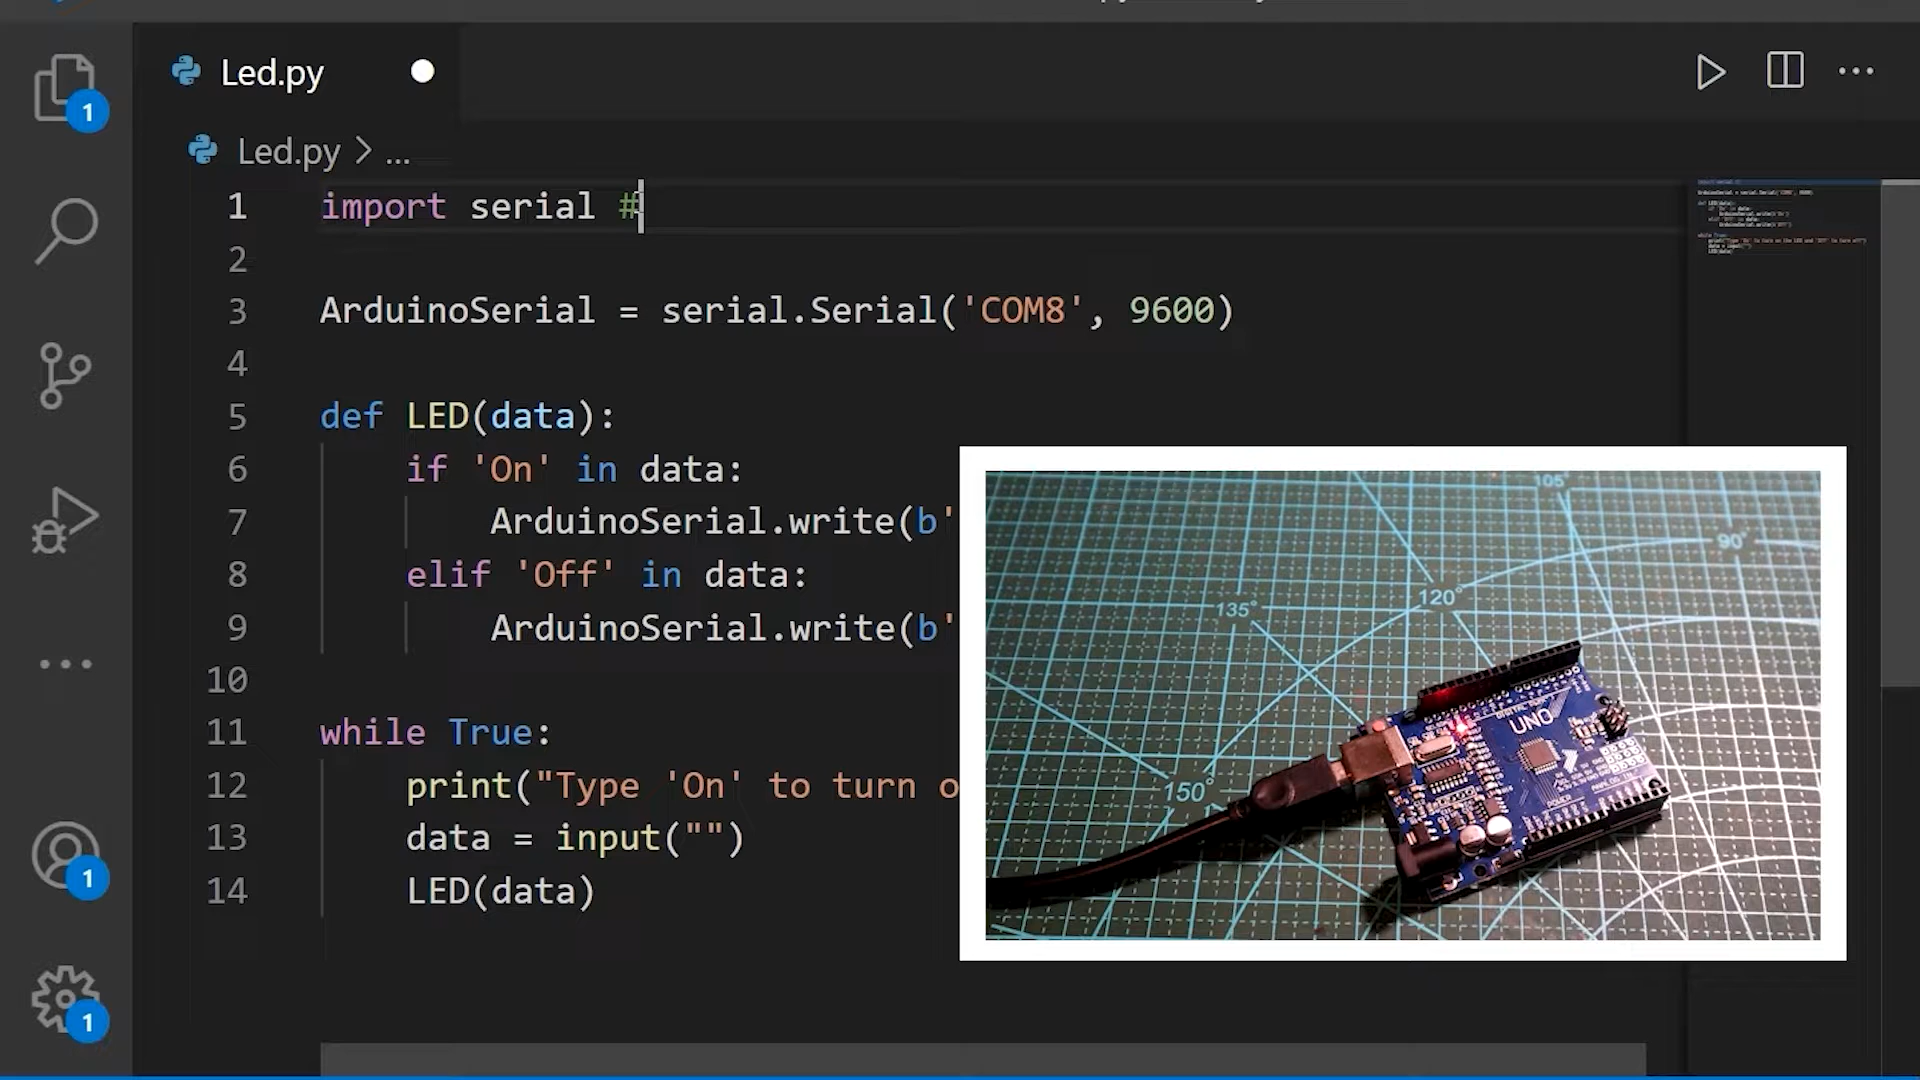 Led.py
1
Led.py > ...
1 import serial #
2
3 ArduinoSerial = serial.Serial('COM8', 9600)
4
5 def LED(data):
6 if 'On' in data:
7 ArduinoSerial.write(b'
8 elif 'Off' in data:
9 ArduinoSerial.write(b'
10
11 while True:
12 print("Type 'On' to turn o
13 data = input("")
14 LED(data)
1
1
105°
90°
120°
135°
150°
UNO